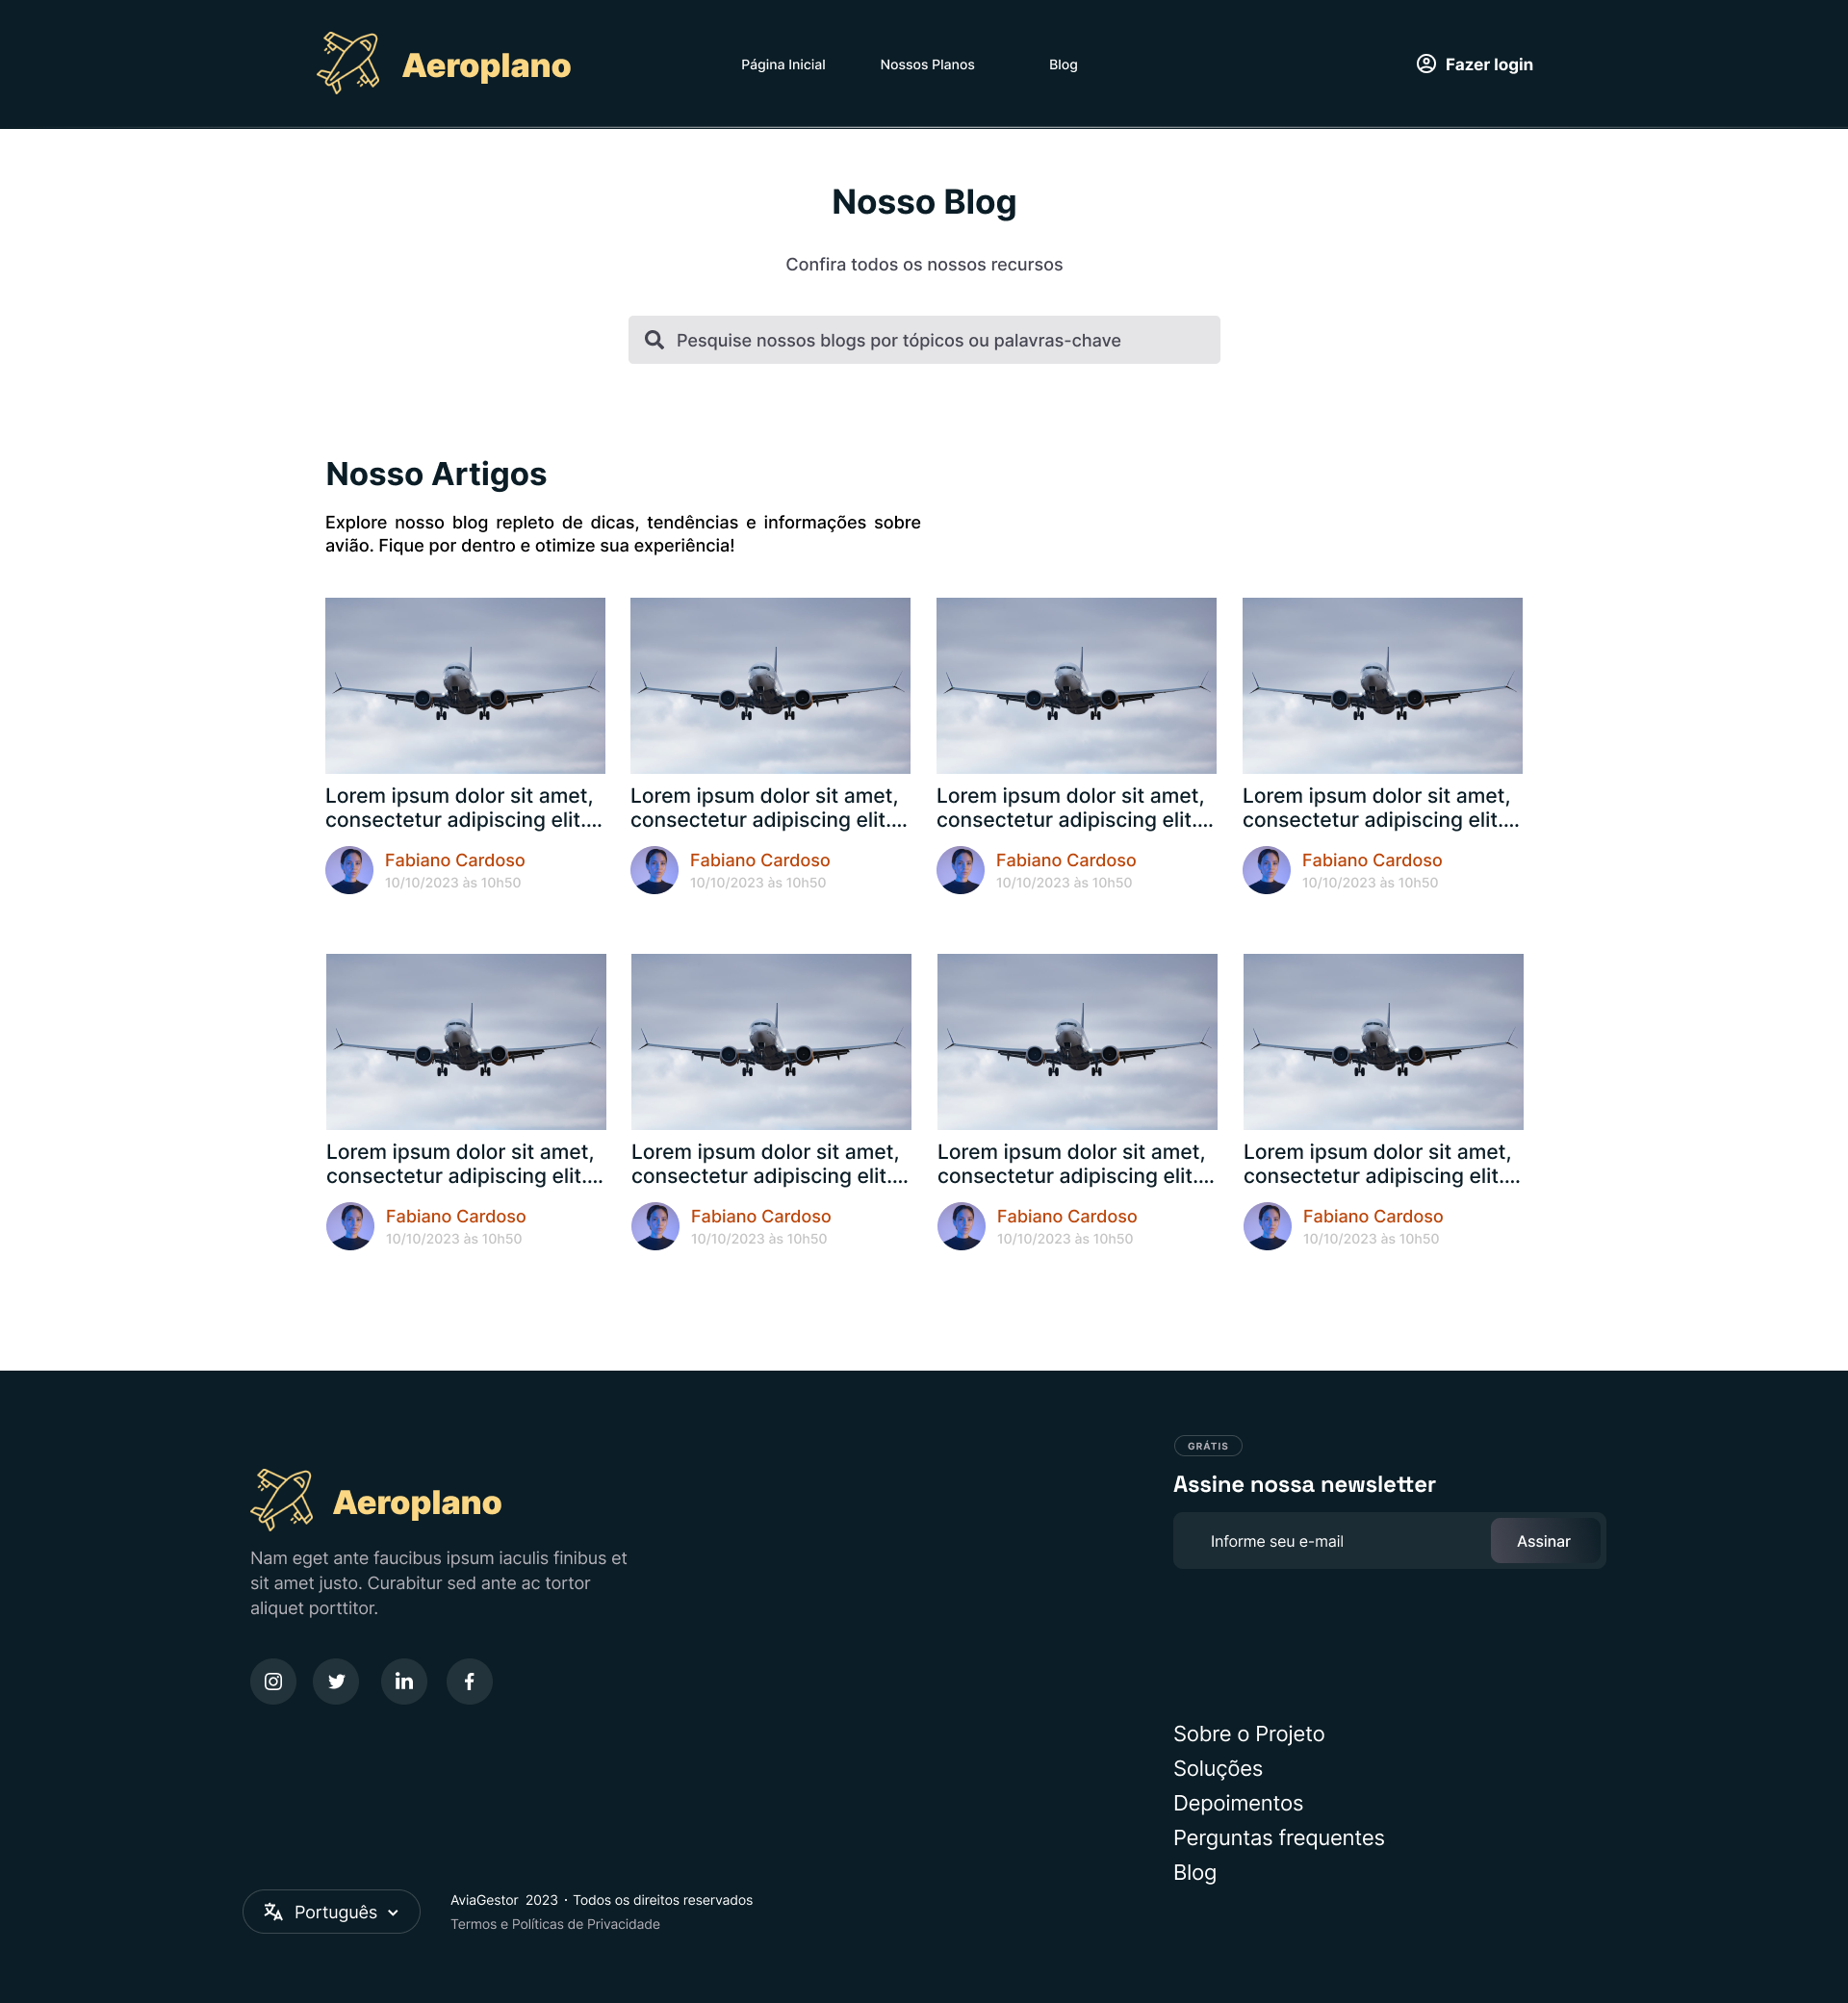 Aeroplano
Página Inicial
Nossos Planos
Blog
Fazer login
Nosso Blog
Confira todos os nossos recursos
Pesquise nossos blogs por tópicos ou palavras-chave
Nosso Artigos
Explore nosso blog repleto de dicas, tendências e informações sobre
avião. Fique por dentro e otimize sua experiência!
Lorem ipsum dolor sit amet,
consectetur adipiscing elit....
Fabiano Cardoso
10/10/2023 às 10h50
Lorem ipsum dolor sit amet,
consectetur adipiscing elit....
Fabiano Cardoso
10/10/2023 às 10h50
Lorem ipsum dolor sit amet,
consectetur adipiscing elit....
Fabiano Cardoso
10/10/2023 às 10h50
Lorem ipsum dolor sit amet,
consectetur adipiscing elit....
Fabiano Cardoso
10/10/2023 às 10h50
Lorem ipsum dolor sit amet,
consectetur adipiscing elit....
Fabiano Cardoso
10/10/2023 às 10h50
Lorem ipsum dolor sit amet,
consectetur adipiscing elit....
Fabiano Cardoso
10/10/2023 às 10h50
Lorem ipsum dolor sit amet,
consectetur adipiscing elit....
Fabiano Cardoso
10/10/2023 às 10h50
Lorem ipsum dolor sit amet,
consectetur adipiscing elit....
Fabiano Cardoso
10/10/2023 às 10h50
Aeroplano
Nam eget ante faucibus ipsum iaculis finibus et
sit amet justo. Curabitur sed ante ac tortor
aliquet porttitor.
GRÁTIS
Assine nossa newsletter
Informe seu e-mail
Assinar
Sobre o Projeto
Soluções
Depoimentos
Perguntas frequentes
Blog
Português
AviaGestor 2023 · Todos os direitos reservados
Termos e Políticas de Privacidade